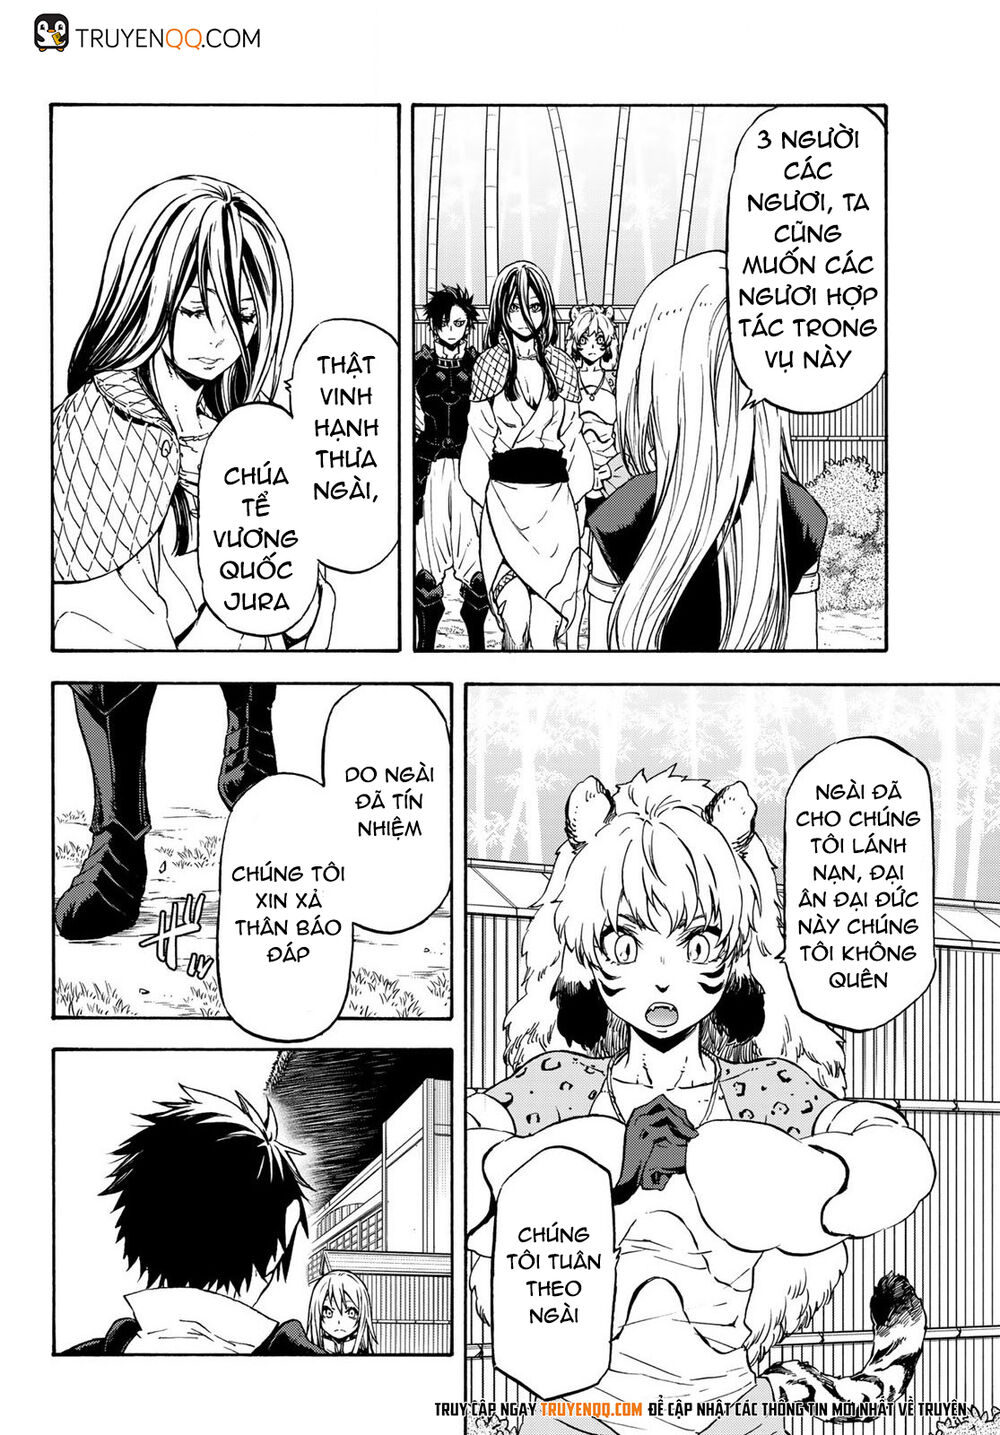 TRUYENQQ.COM
3 NGƯỜI
CÁC
NGƯƠI, TA
CŨNG
MUỐN CÁC
NGƯƠI HỢP
TÁC TRONG
VỤ NÀY
THẬT
VINH
HẠNH
THƯA
NGÀI,
CHÚA
TỂ
VƯƠNG
QUỐC
JURA
DO NGÀI
ĐÃ TÍN
NHIỆM
CHÚNG TÔI
XIN XẢ
THÂN BÁO
ĐÁP
NGÀI ĐÃ
CHO CHÚNG
TÔI LÁNH
NẠN, ĐẠI
ÂN ĐẠI ĐỨC
NÀY CHÚNG
TÔI KHÔNG
QUÊN
CHÚNG
TÔI TUÂN
THEO
NGÀI
TRUY CẬP NGAY TRUYENQQ.COM ĐỂ CẬP NHẬT CÁC THÔNG TIN MỚI NHẤT VỀ TRUYỆN